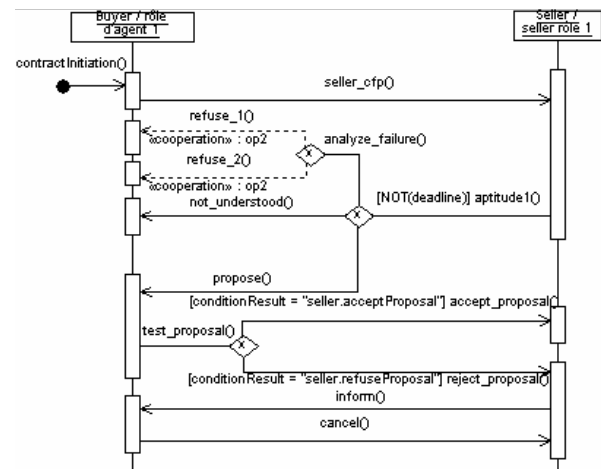 Buyer / rôle
d'agent 1
Seller /
seller rôle 1
contractInitiation()
seller_cfp()
refuse_1()
«cooperation» : op2
analyze_failure()
X
refuse_2()
«cooperation» : op2
not_understood()
X
[NOT(deadline)] aptitude1()
propose()
[conditionResult = "seller.acceptProposal"] accept_proposal()
test_proposal()
X
[conditionResult = "seller.refuseProposal"] reject_proposal()
inform()
cancel()